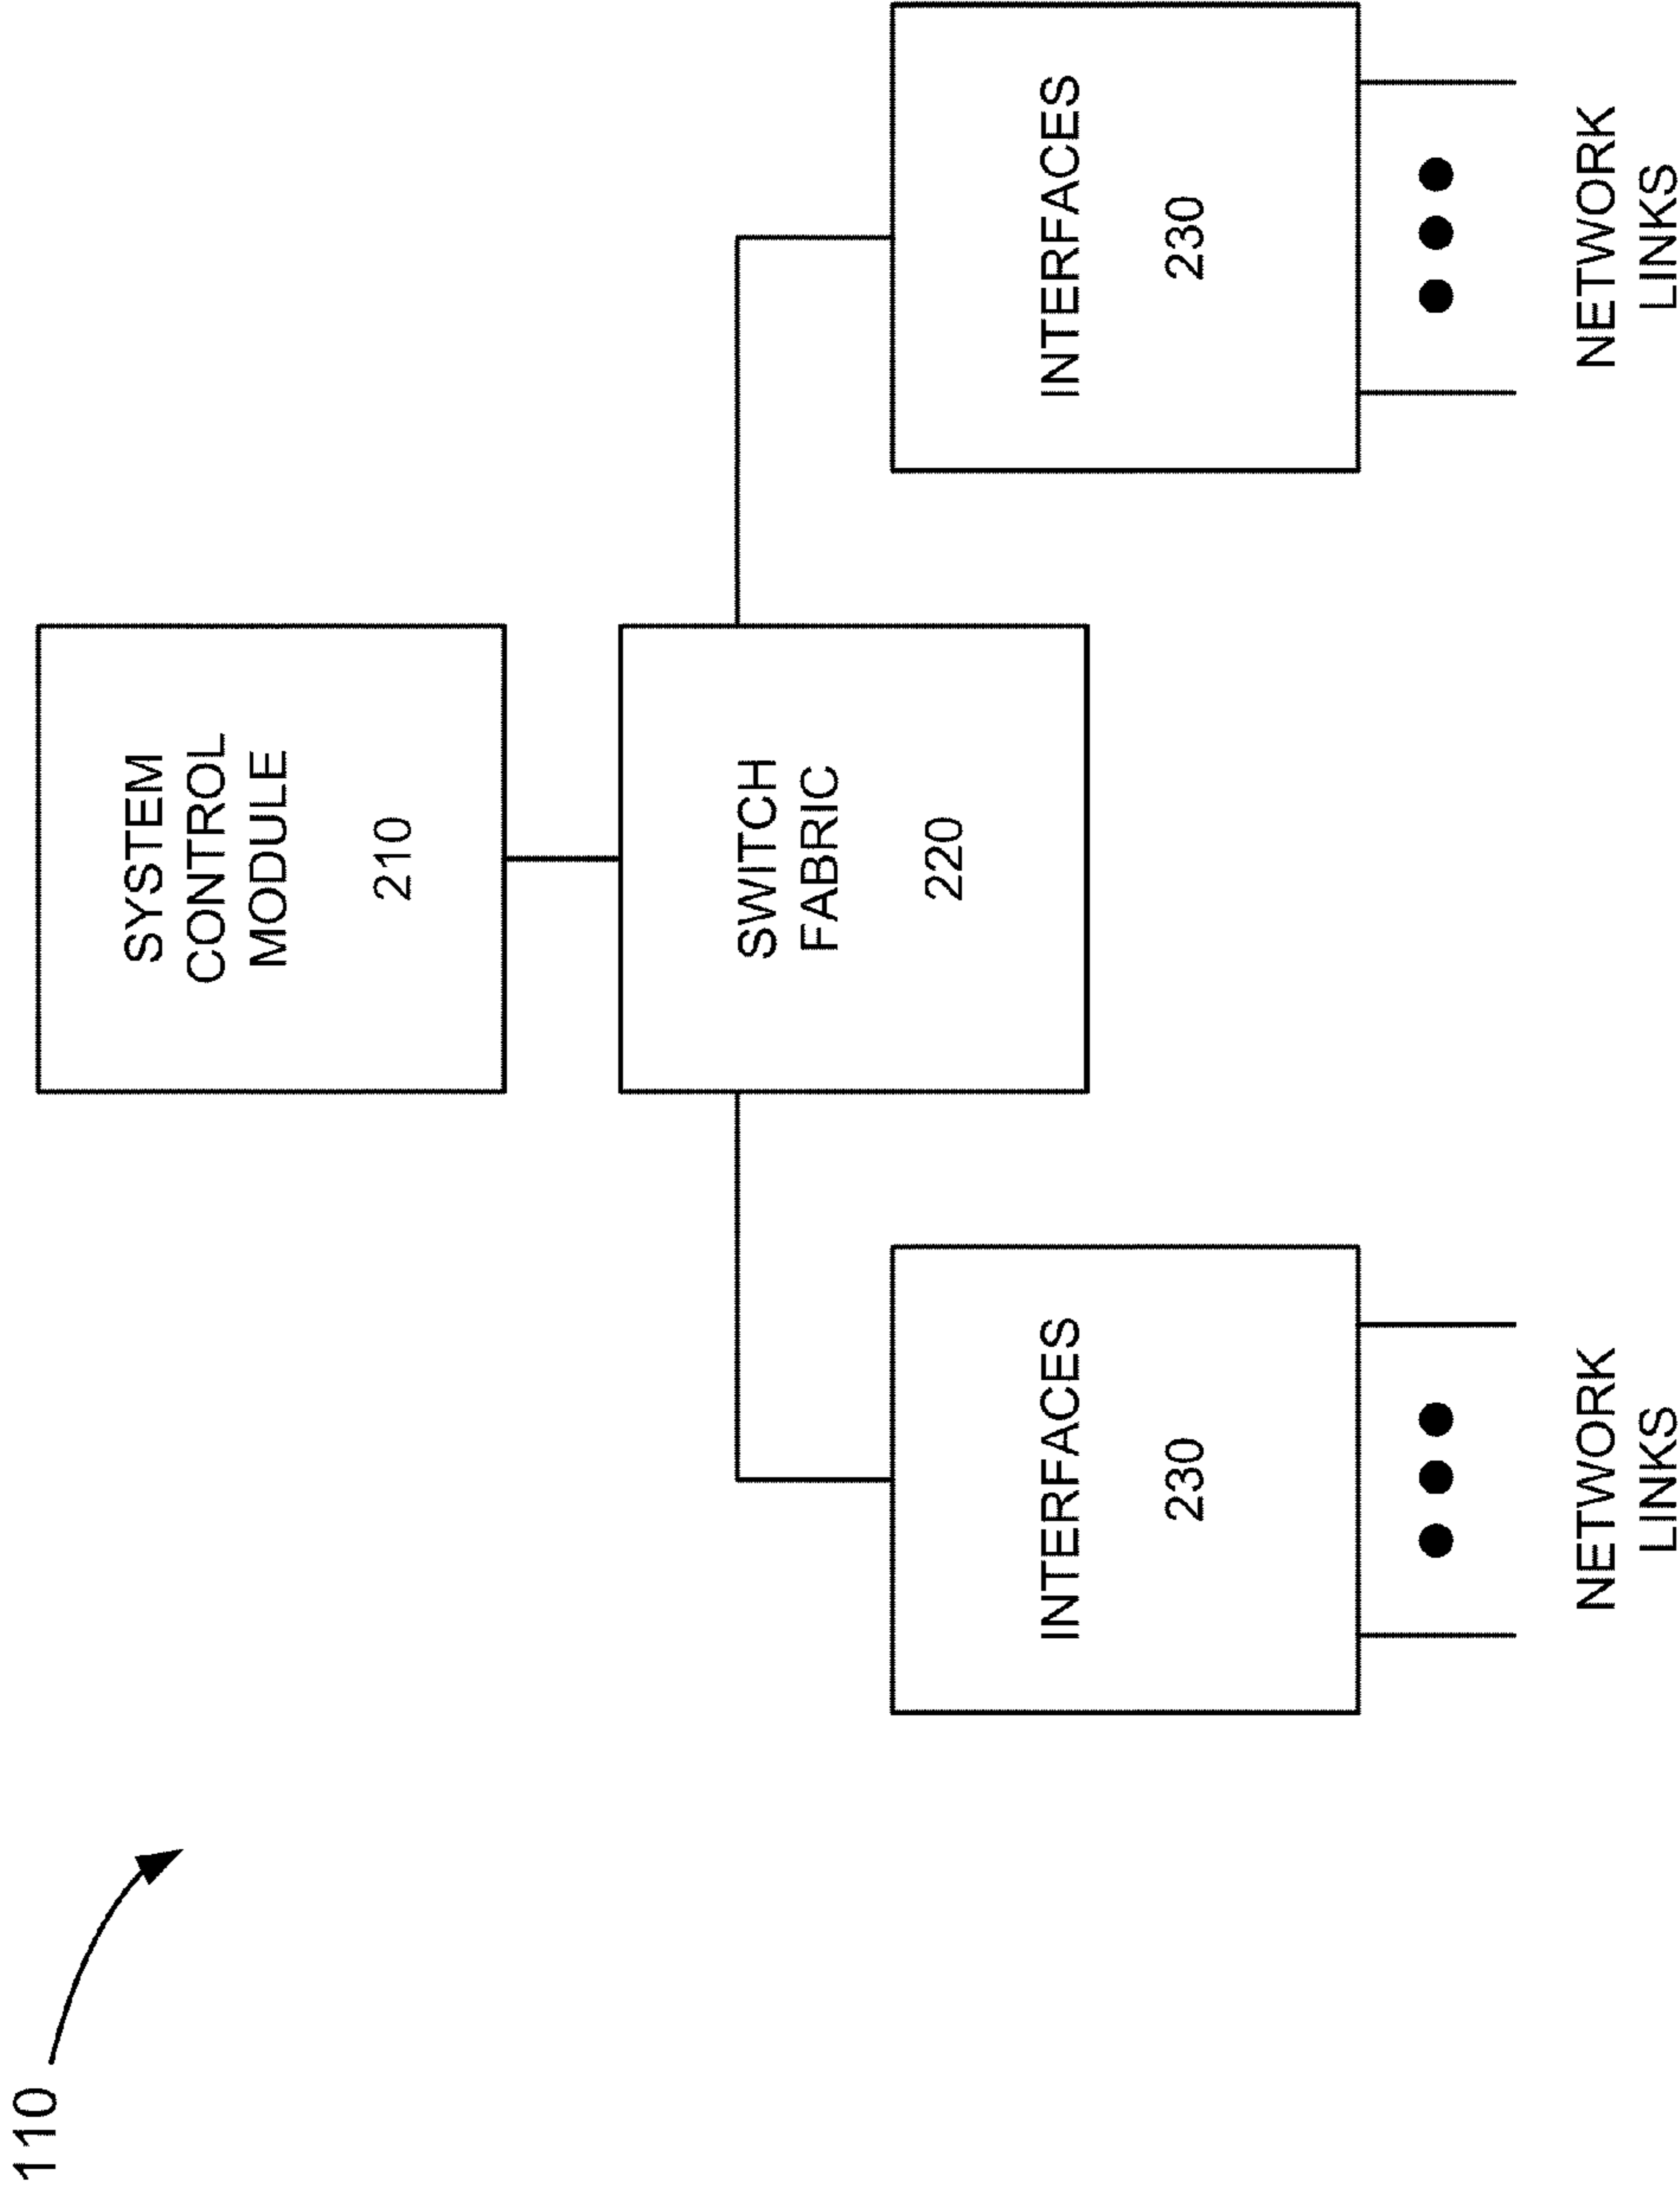 110
SYSTEM
CONTROL
MODULE
210
SWITCH
FABRIC
220
INTERFACES
230
INTERFACES
230
NETWORK
LINKS
NETWORK
LINKS